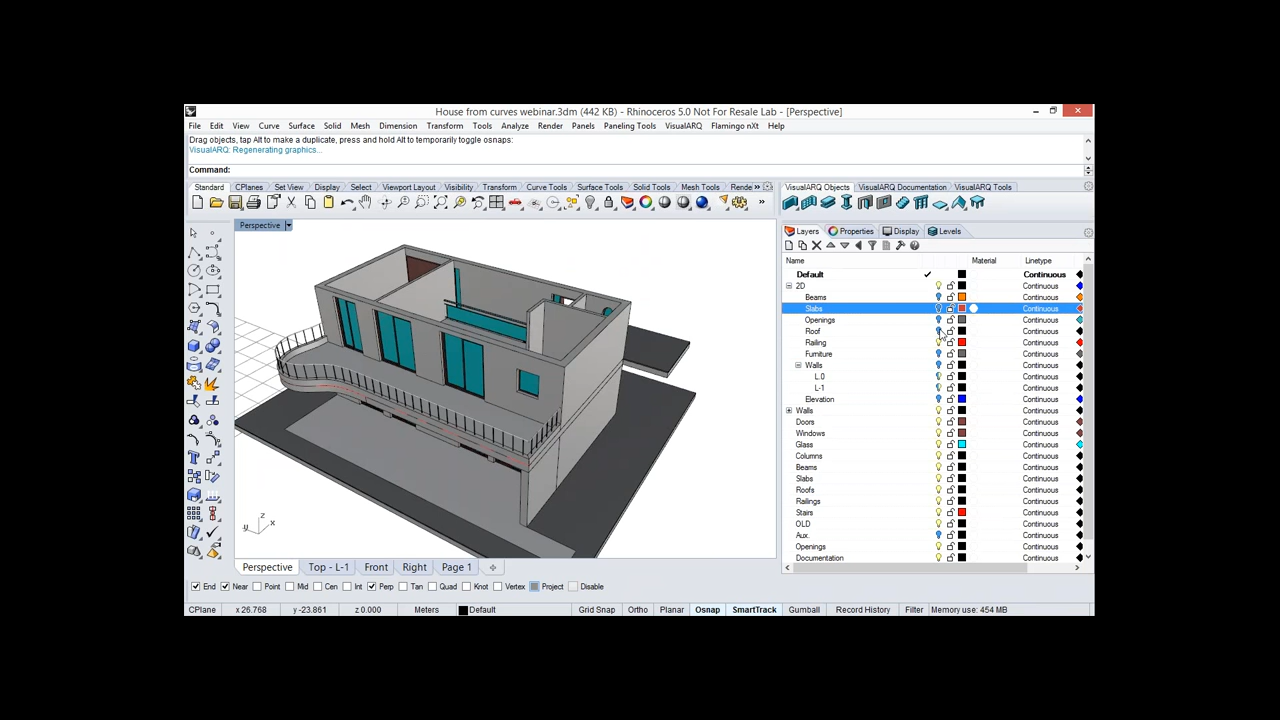 House from curves webinar.3dm (442 KB) - Rhinoceros 5.0 Not For Resale Lab - [Perspective]
File Edit View Curve Surface Solid Mesh Dimension Transform Tools Analyze Render Panels Paneling Tools VisualARQ Flamingo nXt Help
Drag objects, tap Alt to make a duplicate, press and hold Alt to temporarily toggle osnaps:
VisualARQ: Regenerating graphics...
Command:
Standard CPlanes Set View Display Select Viewport Layout Visibility Transform Curve Tools Surface Tools Solid Tools Mesh Tools Rende »
VisualARQ Objects VisualARQ Documentation VisualARQ Tools
Perspective
Layers Properties Display Levels
Name Material Linetype
Default Continuous
2D Continuous
Beams Continuous
Slabs Continuous
Openings Continuous
Roof Continuous
Railing Continuous
Furniture Continuous
Walls Continuous
L.0 Continuous
L-1 Continuous
Elevation Continuous
Walls Continuous
Doors Continuous
Windows Continuous
Glass Continuous
Columns Continuous
Beams Continuous
Slabs Continuous
Roofs Continuous
Railings Continuous
Stairs Continuous
OLD Continuous
Aux. Continuous
Openings Continuous
Documentation Continuous
z
y x
Perspective Top - L-1 Front Right Page 1
End Near Point Mid Cen Int Perp Tan Quad Knot Vertex Project Disable
CPlane x 26.768 y -23.861 z 0.000 Meters Default Grid Snap Ortho Planar Osnap SmartTrack Gumball Record History Filter Memory use: 454 MB